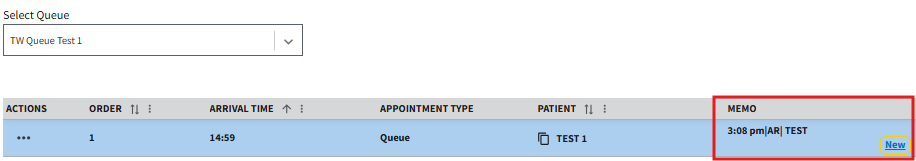 Select Queue
TW Queue Test 1
ACTIONS ORDER ARRIVAL TIME APPOINTMENT TYPE PATIENT MEMO
1 14:59 Queue TEST 1 3:08 pm|AR| TEST
New